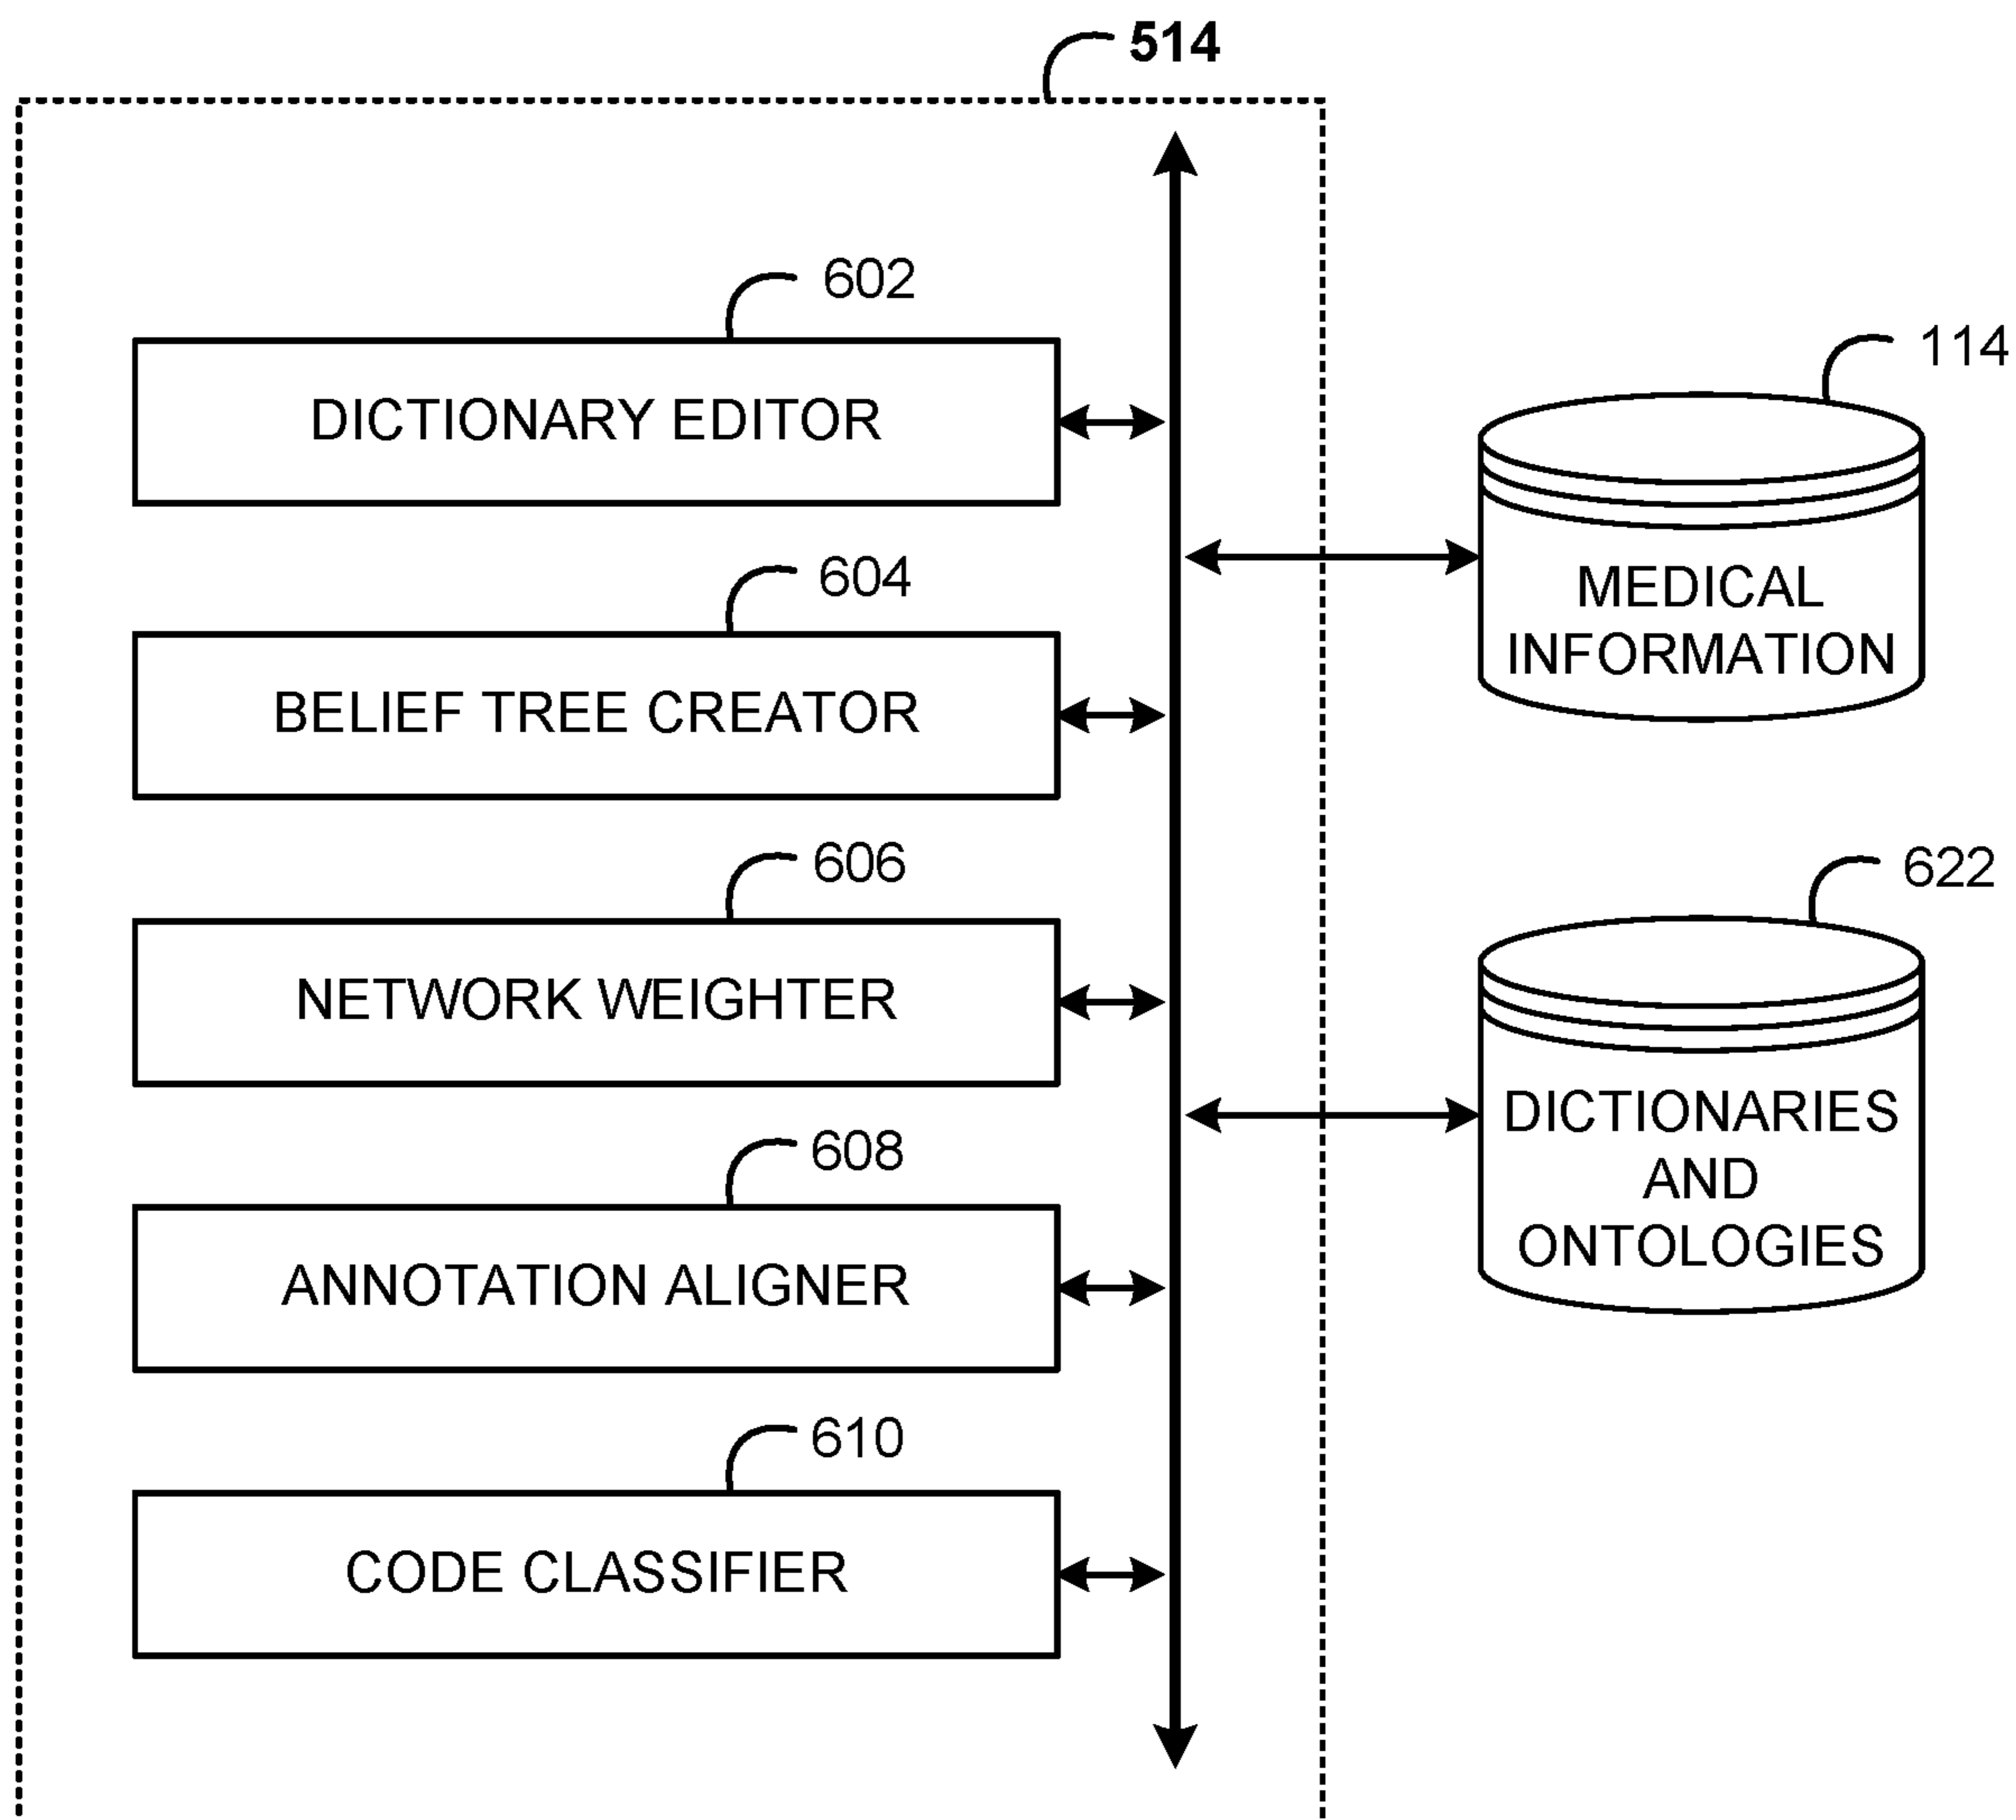 514
602
DICTIONARY EDITOR
114
MEDICAL
INFORMATION
604
BELIEF TREE CREATOR
606
NETWORK WEIGHTER
622
DICTIONARIES
AND
ONTOLOGIES
608
ANNOTATION ALIGNER
610
CODE CLASSIFIER